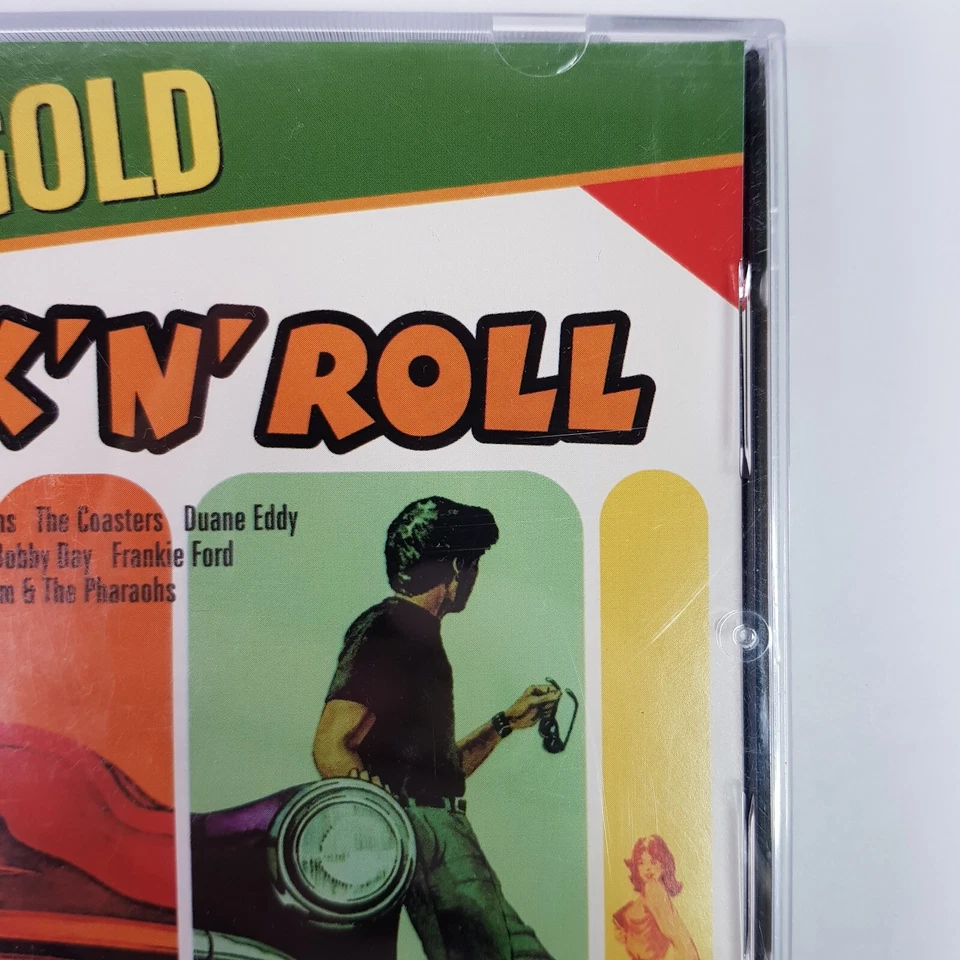 GOLD
K'N'ROLL
ns The Coasters Duane Eddy
Bobby Day Frankie Ford
m & The Pharaohs